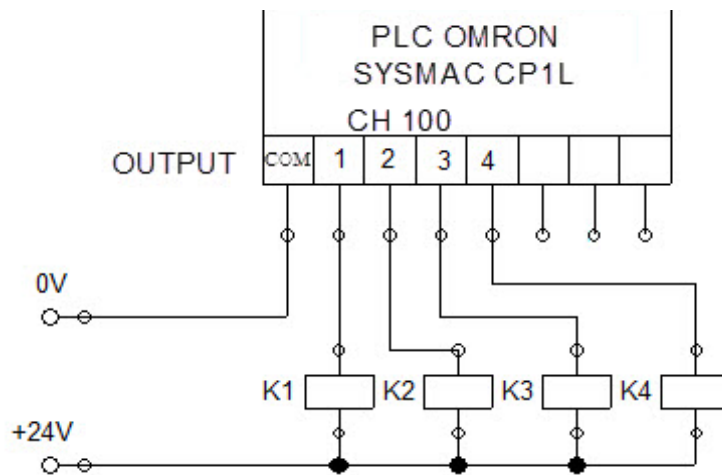 PLC OMRON
SYSMAC CP1L
CH 100
OUTPUT COM 1 2 3 4
0V
K1 K2 K3 K4
+24V